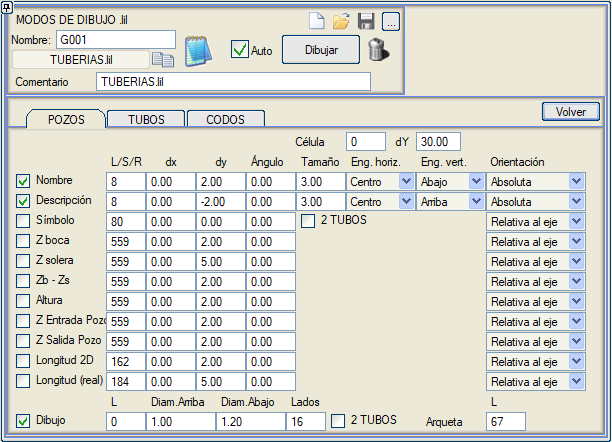 MODOS DE DIBUJO .lil
...
Nombre: G001
TUBERIAS.lil
Auto
Dibujar
Comentario TUBERIAS.lil
POZOS TUBOS CODOS Volver
Célula 0 dY 30.00
L/S/R dx dy Ángulo Tamaño Eng. horiz. Eng. vert. Orientación
Nombre 8 0.00 2.00 0.00 3.00 Centro Abajo Absoluta
Descripción 8 0.00 -2.00 0.00 3.00 Centro Arriba Absoluta
Símbolo 80 0.00 0.00 0.00 2 TUBOS Relativa al eje
Z boca 559 0.00 2.00 0.00 Relativa al eje
Z solera 559 0.00 5.00 0.00 Relativa al eje
Zb - Zs 559 0.00 2.00 0.00 Relativa al eje
Altura 559 0.00 2.00 0.00 Relativa al eje
Z Entrada Pozo 559 0.00 2.00 0.00 Relativa al eje
Z Salida Pozo 559 0.00 2.00 0.00 Relativa al eje
Longitud 2D 162 0.00 2.00 0.00 Relativa al eje
Longitud (real) 184 0.00 5.00 0.00 Relativa al eje
L Diam.Arriba Diam.Abajo Lados L
Dibujo 0 1.00 1.20 16 2 TUBOS Arqueta 67